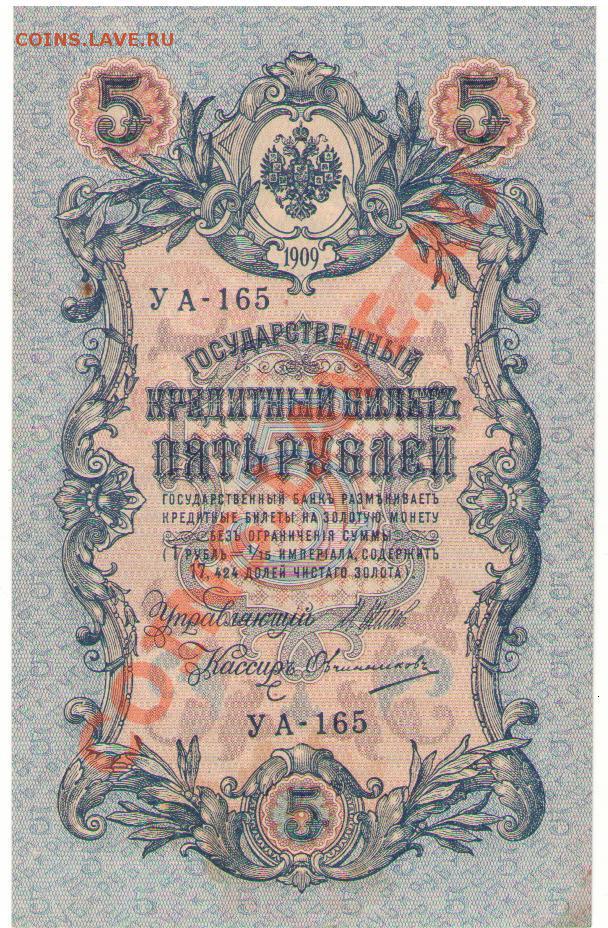 COINS.LAVE.RU
5 5
1909
УА-165
ГОСУДАРСТВЕННЫЙ
КРЕДИТНЫЙ БИЛЕТЪ
ПЯТЬ РУБЛЕЙ
ГОСУДАРСТВЕННЫЙ БАНКЪ РАЗМѢНИВАЕТЪ
КРЕДИТНЫЕ БИЛЕТЫ НА ЗОЛОТУЮ МОНЕТУ
БЕЗЪ ОГРАНИЧЕНІЯ СУММЫ
(1 РУБЛЬ = 1/15 ИМПЕРІАЛА, СОДЕРЖИТЪ
17,424 ДОЛЕЙ ЧИСТАГО ЗОЛОТА).
Управляющій
Кассиръ Овчинниковъ
УА-165
5